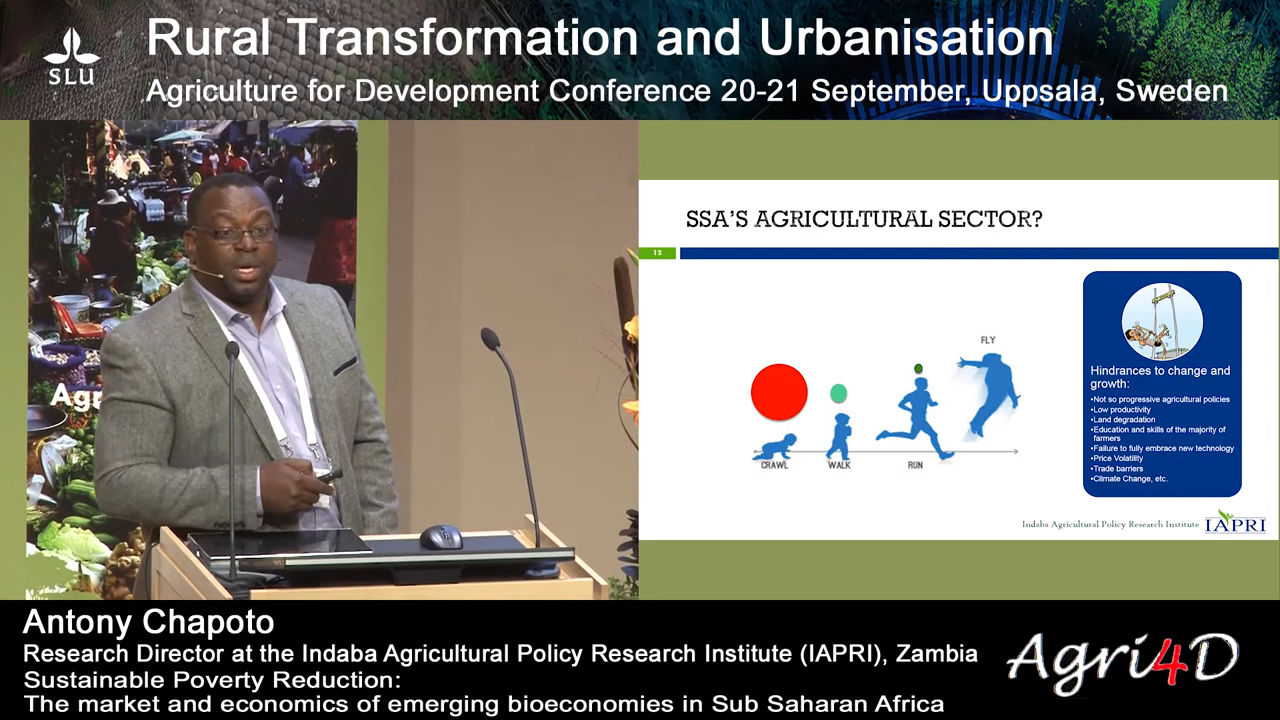 SLU
Rural Transformation and Urbanisation
Agriculture for Development Conference 20-21 September, Uppsala, Sweden
Agr
SSA'S AGRICULTURAL SECTOR?
12
FLY
CRAWL
WALK
RUN
Hindrances to change and
growth:
•Not so progressive agricultural policies
•Low productivity
•Land degradation
•Education and skills of the majority of
farmers
•Failure to fully embrace new technology
•Price Volatility
•Trade barriers
•Climate Change, etc.
Indaba Agricultural Policy Research Institute IAPRI
Antony Chapoto
Research Director at the Indaba Agricultural Policy Research Institute (IAPRI), Zambia
Sustainable Poverty Reduction:
The market and economics of emerging bioeconomies in Sub Saharan Africa
Agri4D